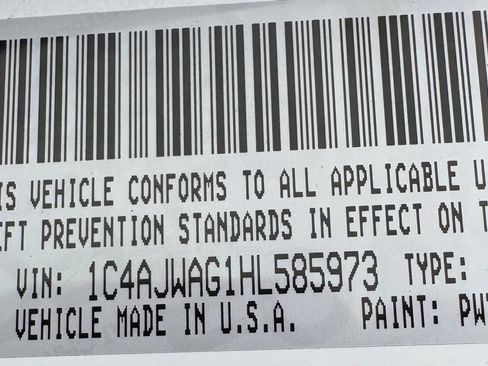 IS VEHICLE CONFORMS TO ALL APPLICABLE U
EFT PREVENTION STANDARDS IN EFFECT ON T
VIN: 1C4AJWAG1HL585973 TYPE:
VEHICLE MADE IN U.S.A. PAINT: PW